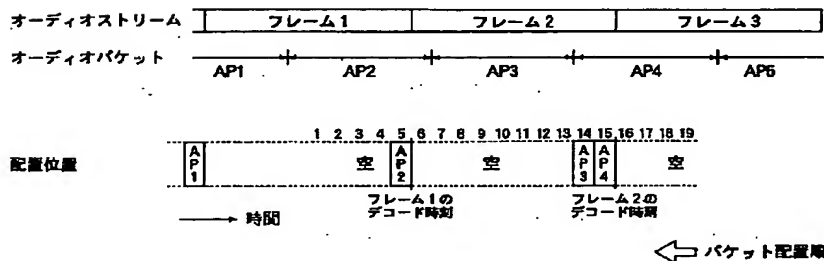 オーディオストリーム フレーム1 フレーム2 フレーム3
オーディオパケット AP1 AP2 AP3 AP4 AP5
1 2 3 4 5 6 7 8 9 10 11 12 13 14 15 16 17 18 19
配置位置 AP1 空 AP2 空 AP3 AP4 空
フレーム1の フレーム2の
デコード時刻 デコード時刻
時間
パケット配置順